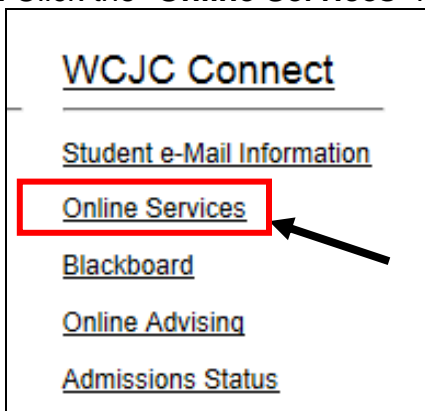 Click the "Online Services"
WCJC Connect
Student e-Mail Information
Online Services
Blackboard
Online Advising
Admissions Status